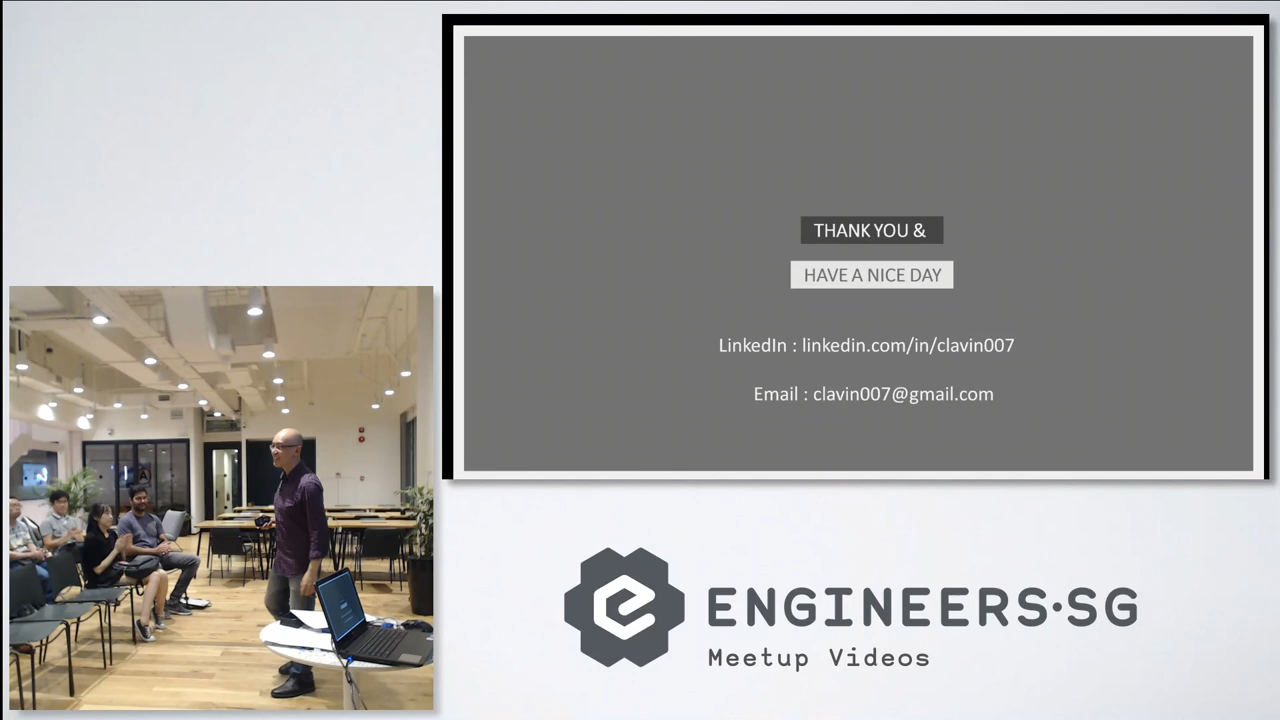 THANK YOU &
HAVE A NICE DAY
LinkedIn : linkedin.com/in/clavin007
Email : clavin007@gmail.com
ENGINEERS·SG
Meetup Videos